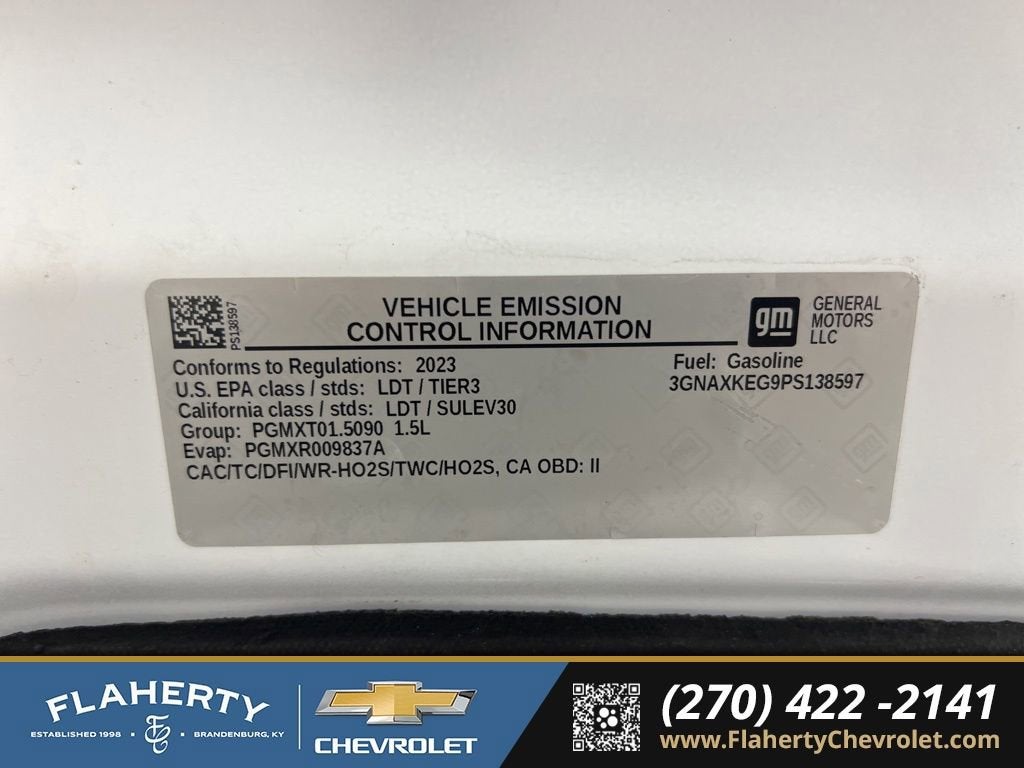 PS138597
VEHICLE EMISSION
CONTROL INFORMATION
gm
GENERAL
MOTORS
LLC
Conforms to Regulations: 2023
U.S. EPA class / stds: LDT / TIER3
California class / stds: LDT / SULEV30
Group: PGMXT01.5090 1.5L
Evap: PGMXR009837A
CAC/TC/DFI/WR-HO2S/TWC/HO2S, CA OBD: II
Fuel: Gasoline
3GNAXKEG9PS138597
FLAHERTY
ESTABLISHED 1998 • • BRANDENBURG, KY
CHEVROLET
(270) 422 -2141
www.FlahertyChevrolet.com